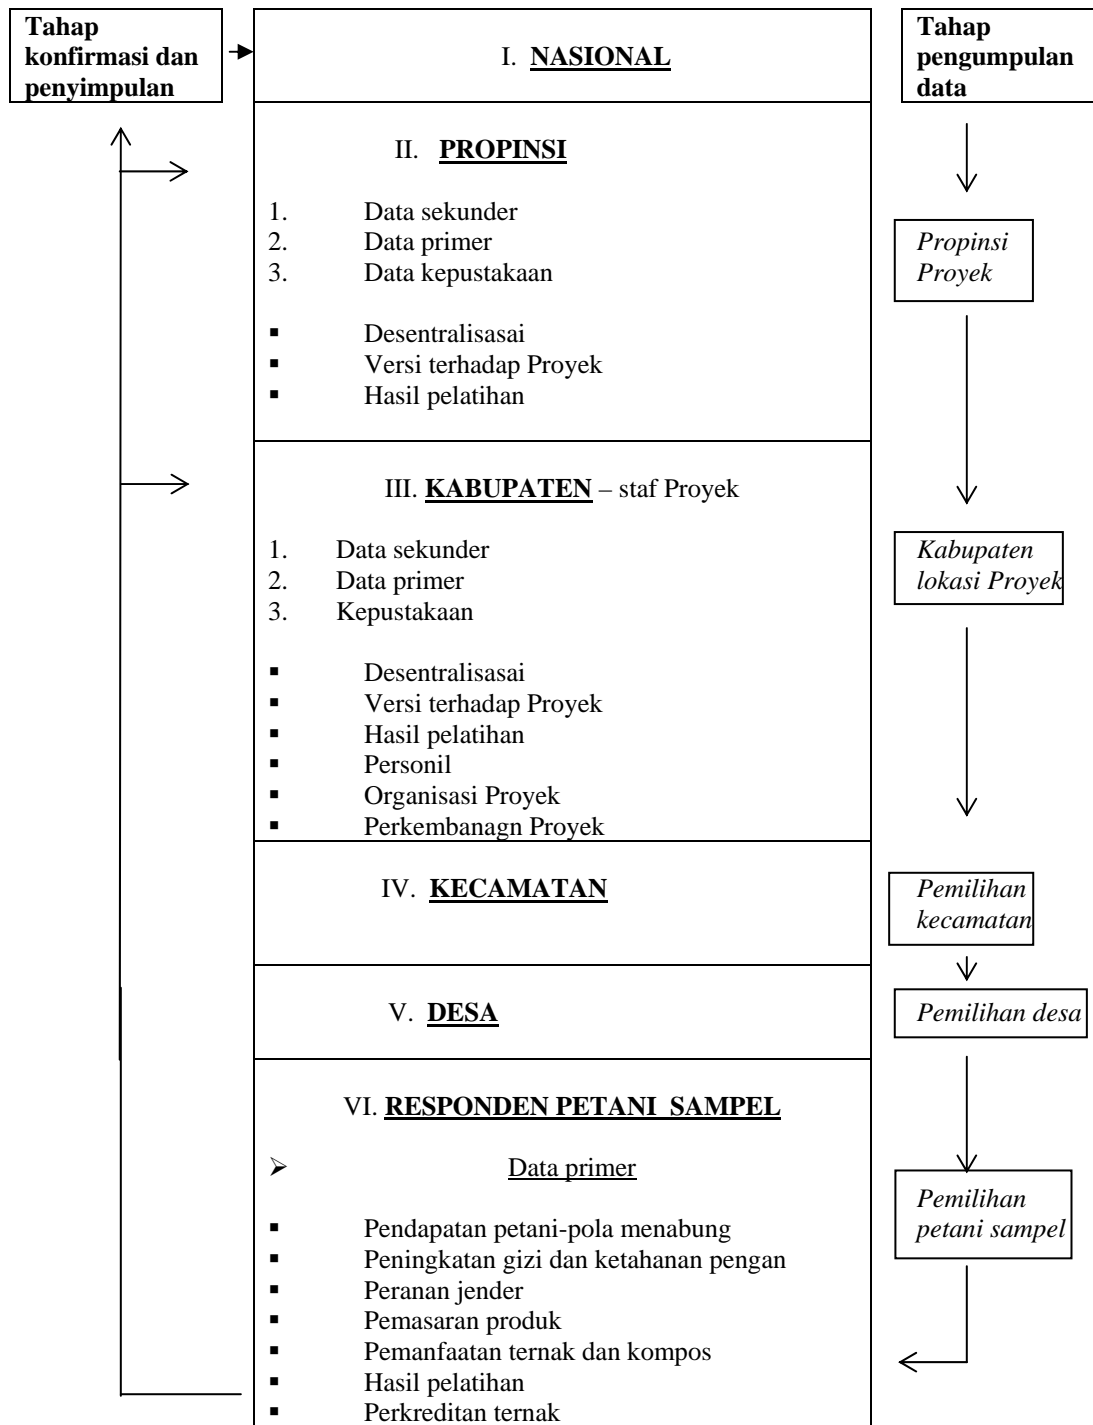 Tahap
konfirmasi dan
penyimpulan
I. NASIONAL
Tahap
pengumpulan
data
II. PROPINSI
1. Data sekunder
2. Data primer
3. Data kepustakaan
▪ Desentralisasai
▪ Versi terhadap Proyek
▪ Hasil pelatihan
Propinsi
Proyek
III. KABUPATEN – staf Proyek
1. Data sekunder
2. Data primer
3. Kepustakaan
▪ Desentralisasai
▪ Versi terhadap Proyek
▪ Hasil pelatihan
▪ Personil
▪ Organisasi Proyek
▪ Perkembanagn Proyek
Kabupaten
lokasi Proyek
IV. KECAMATAN
Pemilihan
kecamatan
V. DESA
Pemilihan desa
VI. RESPONDEN PETANI SAMPEL
➢ Data primer
▪ Pendapatan petani-pola menabung
▪ Peningkatan gizi dan ketahanan pengan
▪ Peranan jender
▪ Pemasaran produk
▪ Pemanfaatan ternak dan kompos
▪ Hasil pelatihan
▪ Perkreditan ternak
Pemilihan
petani sampel